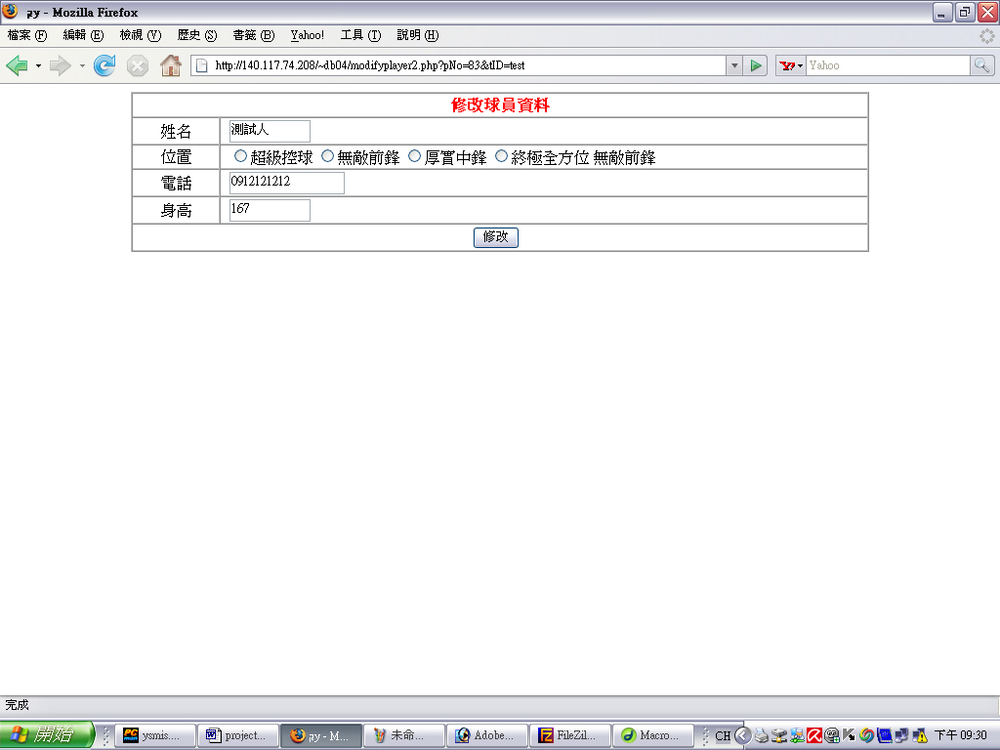 gy - Mozilla Firefox
檔案 (F) 編輯 (E) 檢視 (V) 歷史 (S) 書籤 (B) Yahoo! 工具 (T) 說明 (H)
http://140.117.74.208/~db04/modifyplayer2.php?pNo=83&tID=test Yahoo
修改球員資料
姓名 測試人
位置 超級控球 無敵前鋒 厚實中鋒 終極全方位 無敵前鋒
電話 0912121212
身高 167
修改
完成
開始 ysmis.... project... gy - M... 未命... Adobe... FileZil... Macro... CH 下午 09:30